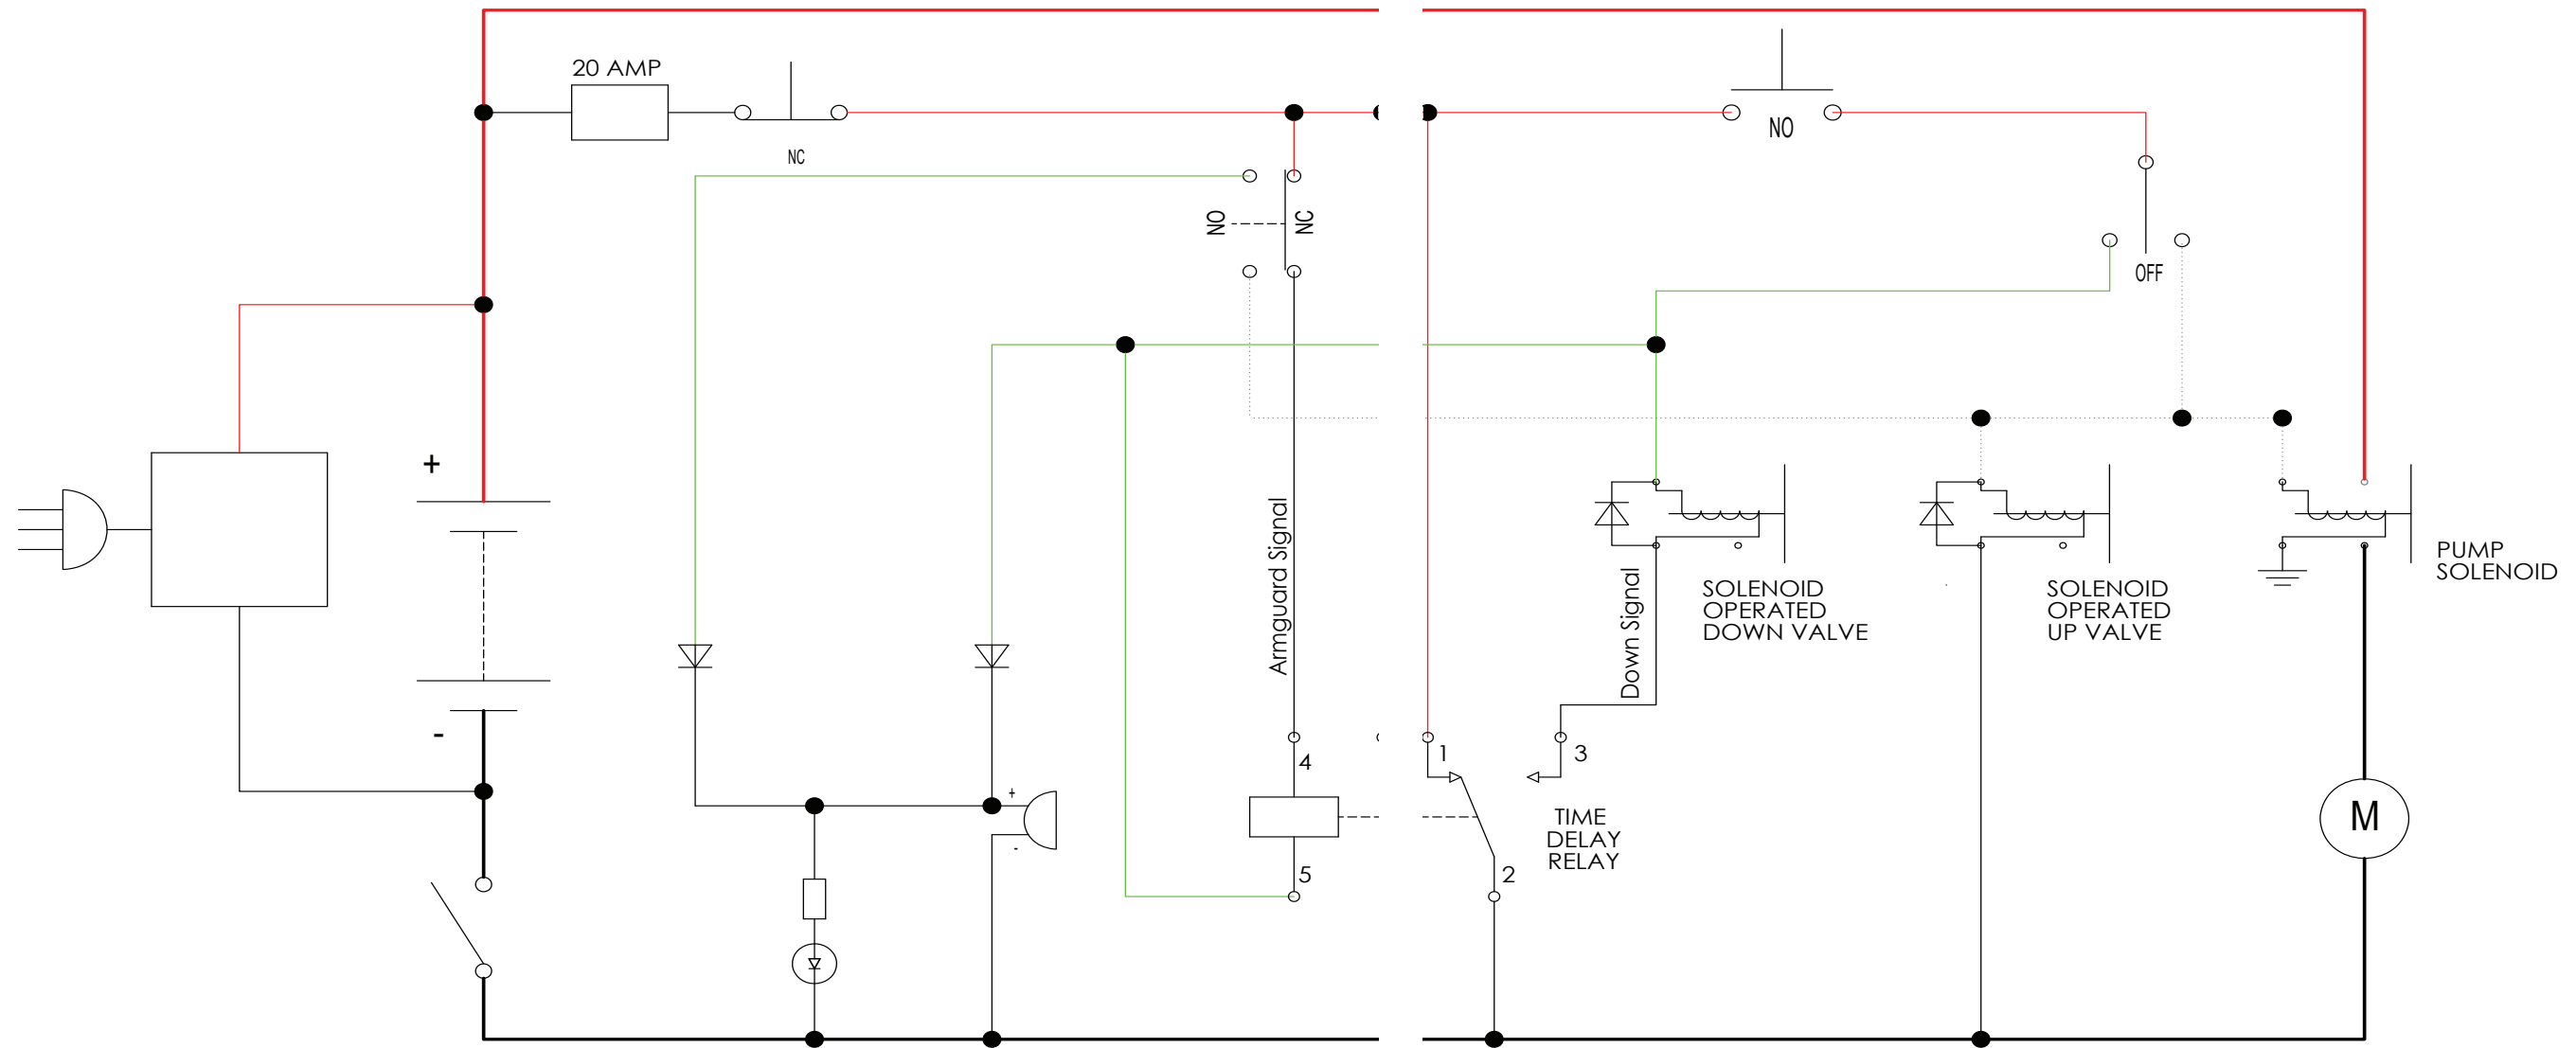 20 AMP
NC
NO
NO
NC
OFF
+
-
Armguard Signal
Down Signal
SOLENOID
OPERATED
DOWN VALVE
SOLENOID
OPERATED
UP VALVE
PUMP
SOLENOID
4
1
3
+
-
5
2
TIME
DELAY
RELAY
M